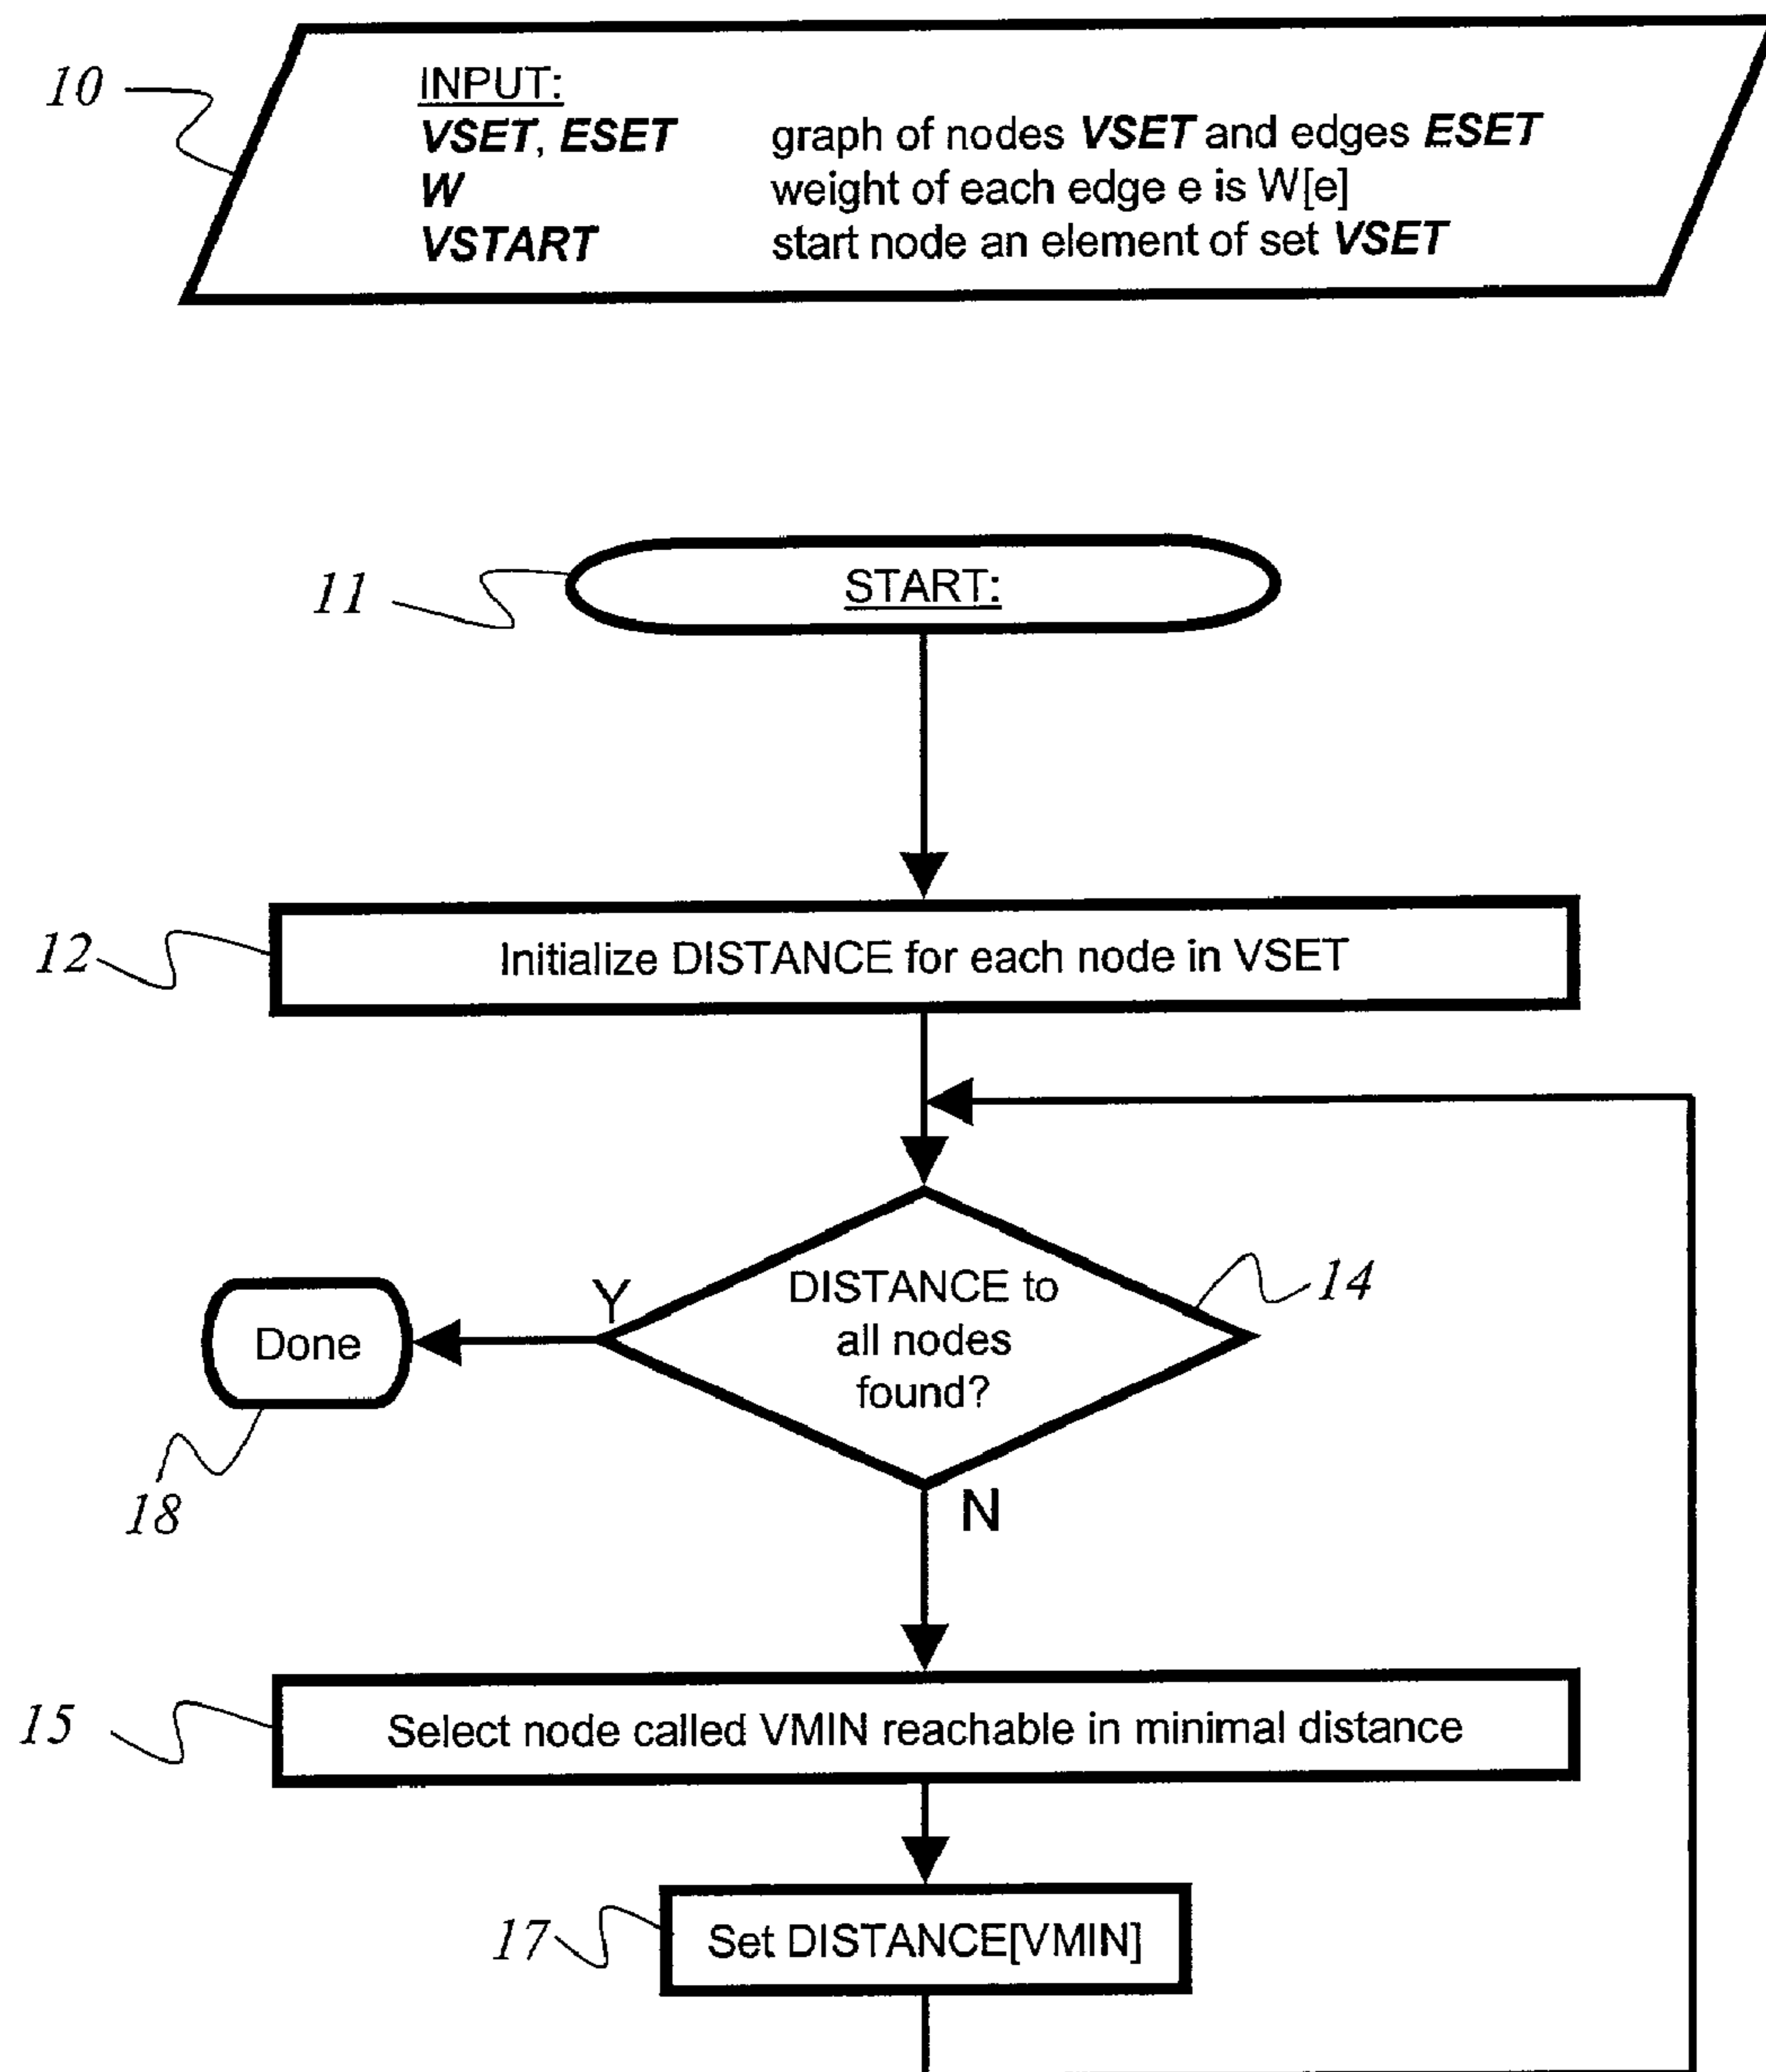 10
INPUT:
VSET, ESET graph of nodes VSET and edges ESET
W weight of each edge e is W[e]
VSTART start node an element of set VSET
11
START:
12
Initialize DISTANCE for each node in VSET
14
DISTANCE to
all nodes
found?
Y
Done
18
N
15
Select node called VMIN reachable in minimal distance
17
Set DISTANCE[VMIN]